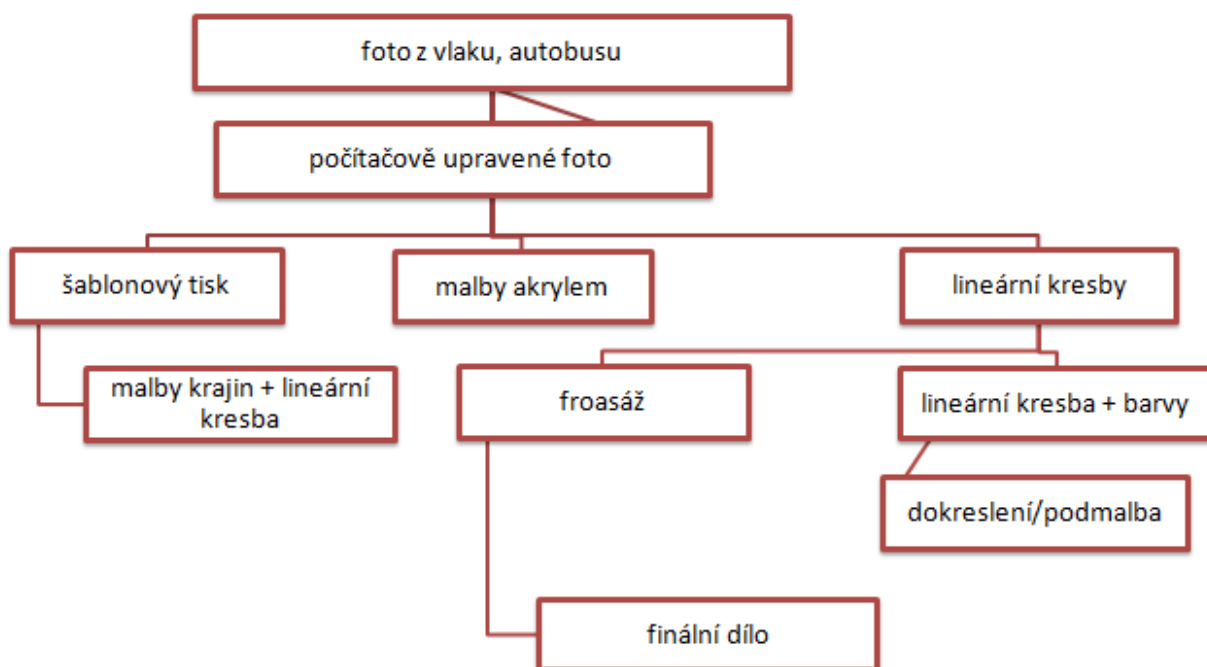 foto z vlaku, autobusu
počítačově upravené foto
šablonový tisk
malby akrylem
lineární kresby
malby krajin + lineární
kresba
froasáž
lineární kresba + barvy
dokreslení/podmalba
finální dílo